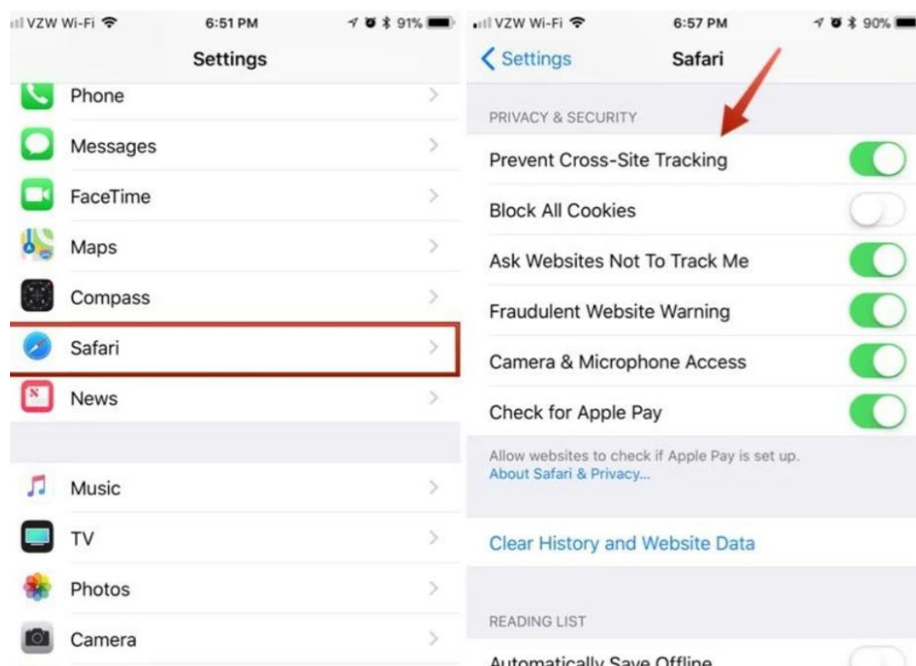 VZW Wi-Fi 6:51 PM 91%
Settings
Phone
Messages
FaceTime
Maps
Compass
Safari
News
Music
TV
Photos
Camera
VZW Wi-Fi 6:57 PM 90%
Settings Safari
PRIVACY & SECURITY
Prevent Cross-Site Tracking
Block All Cookies
Ask Websites Not To Track Me
Fraudulent Website Warning
Camera & Microphone Access
Check for Apple Pay
Allow websites to check if Apple Pay is set up.
About Safari & Privacy...
Clear History and Website Data
READING LIST
Automatically Save Offline